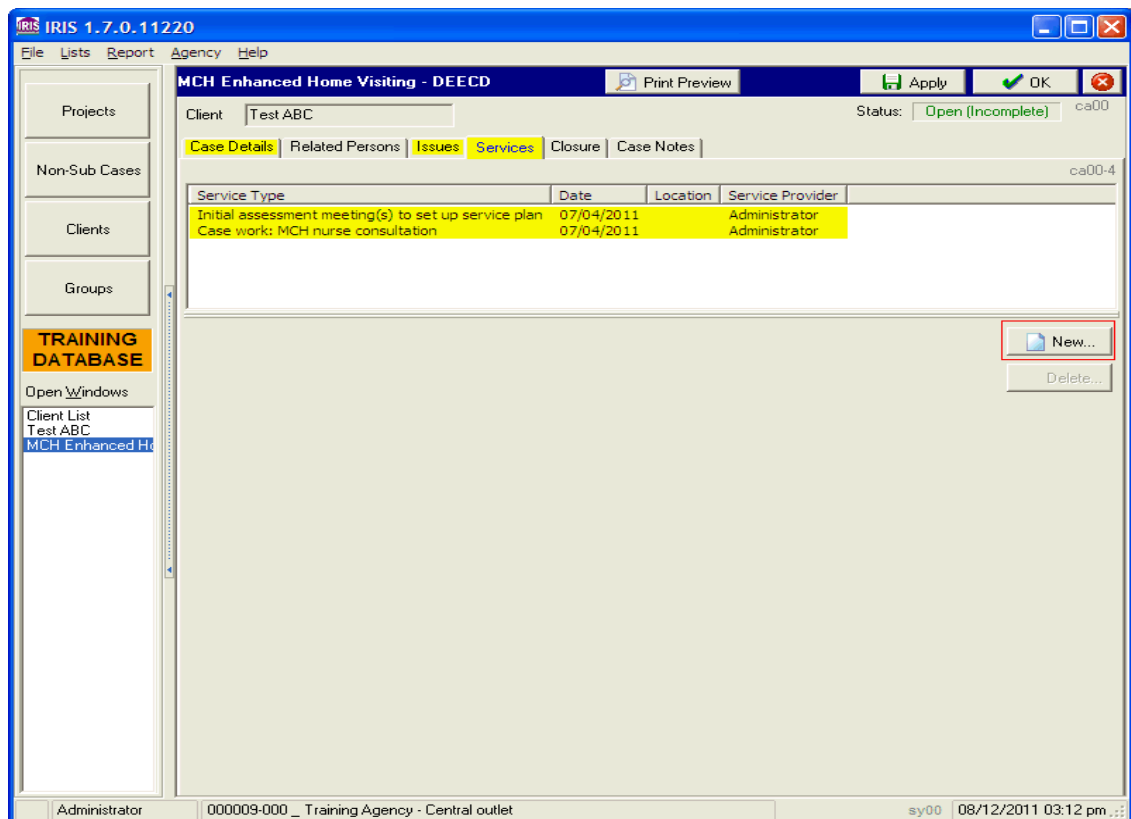 IRIS IRIS 1.7.0.11220
File Lists Report Agency Help
MCH Enhanced Home Visiting - DEECD Print Preview Apply OK
Projects
Client Test ABC Status: Open (Incomplete) ca00
Case Details Related Persons Issues Services Closure Case Notes
Non-Sub Cases
ca00-4
Service Type Date Location Service Provider
Initial assessment meeting(s) to set up service plan 07/04/2011 Administrator
Case work: MCH nurse consultation 07/04/2011 Administrator
Clients
Groups
TRAINING
DATABASE
New...
Delete...
Open Windows
Client List
Test ABC
MCH Enhanced Ho
Administrator 000009-000 _ Training Agency - Central outlet sy00 08/12/2011 03:12 pm